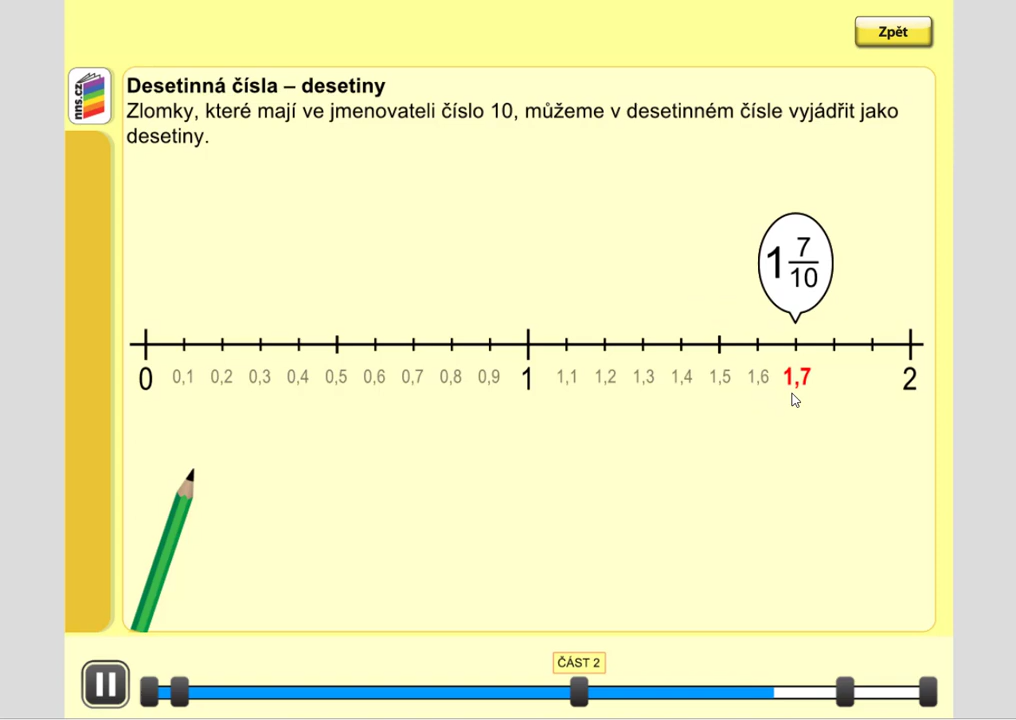 Zpět
nns.cz
Desetinná čísla – desetiny
Zlomky, které mají ve jmenovateli číslo 10, můžeme v desetinném čísle vyjádřit jako
desetiny.
1 7/10
0 0,1 0,2 0,3 0,4 0,5 0,6 0,7 0,8 0,9 1 1,1 1,2 1,3 1,4 1,5 1,6 1,7 2
ČÁST 2